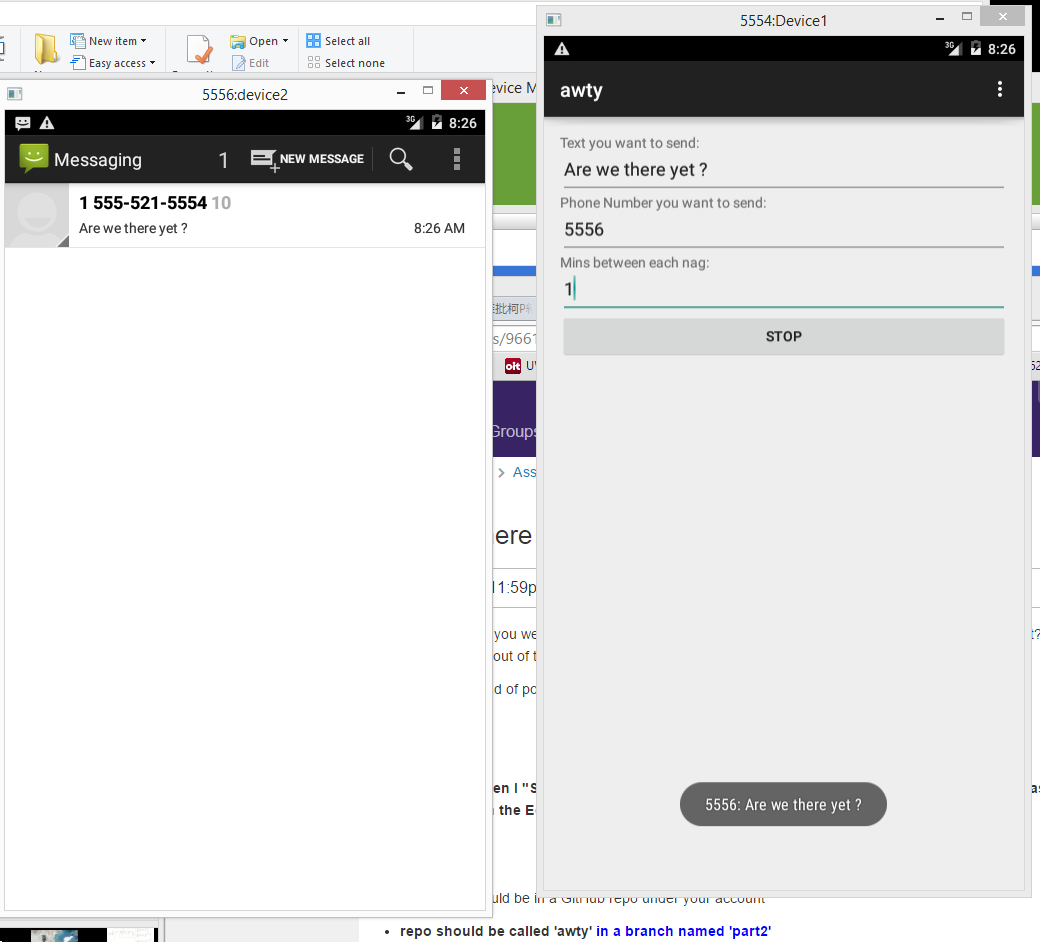 New item
Easy access
Open
Edit
Select all
Select none
5554:Device1
8:26
awty
Text you want to send:
Are we there yet ?
Phone Number you want to send:
5556
Mins between each nag:
1
STOP
5556: Are we there yet ?
5556:device2
3G
8:26
Messaging
1
NEW MESSAGE
1 555-521-5554 10
Are we there yet ?
8:26 AM
3G
evice M
批柯P
s/9661
oit
Groups
Ass
ere
11:59p
you we
t?
out of t
d of po
en I "S
as
n the E
uld be in a GitHub repo under your account
repo should be called 'awty' in a branch named 'part2'